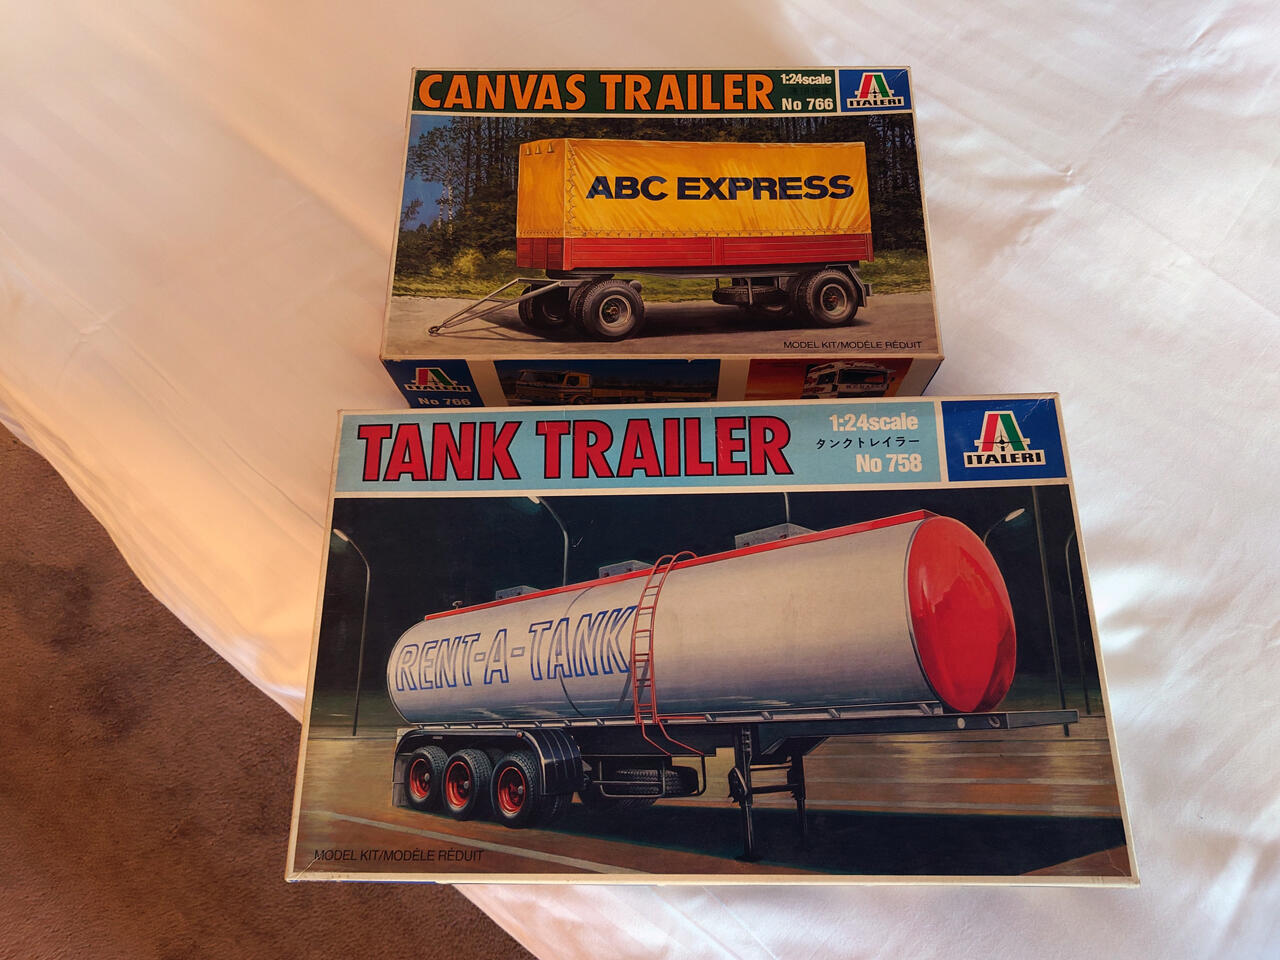 CANVAS TRAILER
1:24scale
No 766
ITALERI
ABC EXPRESS
MODEL KIT/MODÈLE RÉDUIT
ITALERI
No 766
TANK TRAILER
1:24scale
タンクトレイラー
No 758
ITALERI
RENT-A-TANK
MODEL KIT/MODÈLE RÉDUIT